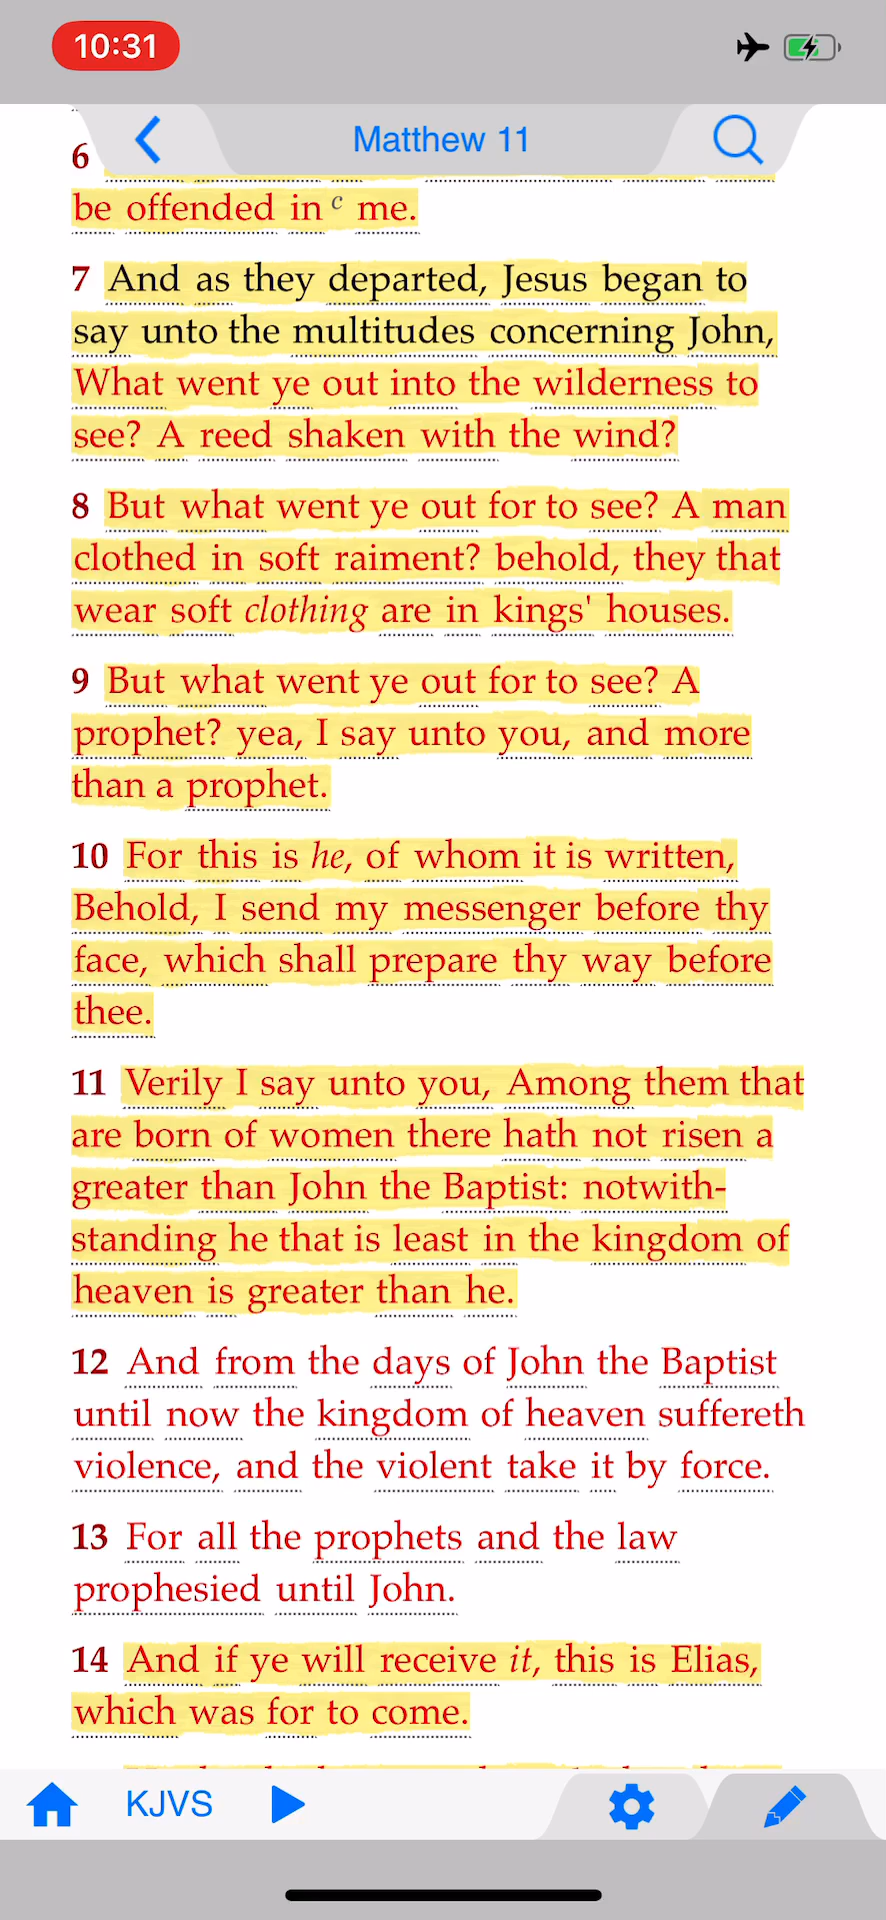 10:31
Matthew 11
6
be offended in c me.
7 And as they departed, Jesus began to
say unto the multitudes concerning John,
What went ye out into the wilderness to
see? A reed shaken with the wind?
8 But what went ye out for to see? A man
clothed in soft raiment? behold, they that
wear soft clothing are in kings' houses.
9 But what went ye out for to see? A
prophet? yea, I say unto you, and more
than a prophet.
10 For this is he, of whom it is written,
Behold, I send my messenger before thy
face, which shall prepare thy way before
thee.
11 Verily I say unto you, Among them that
are born of women there hath not risen a
greater than John the Baptist: notwith-
standing he that is least in the kingdom of
heaven is greater than he.
12 And from the days of John the Baptist
until now the kingdom of heaven suffereth
violence, and the violent take it by force.
13 For all the prophets and the law
prophesied until John.
14 And if ye will receive it, this is Elias,
which was for to come.
KJVS